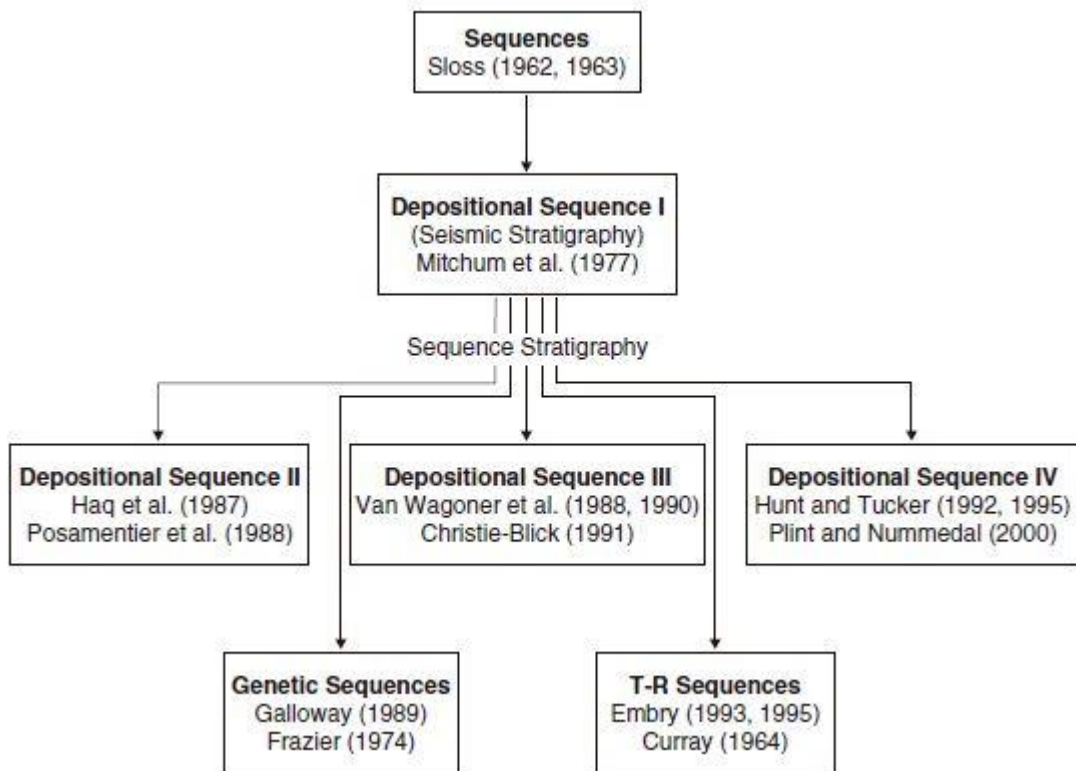 Sequences
Sloss (1962, 1963)
Depositional Sequence I
(Seismic Stratigraphy)
Mitchum et al. (1977)
Sequence Stratigraphy
Depositional Sequence II
Haq et al. (1987)
Posamentier et al. (1988)
Depositional Sequence III
Van Wagoner et al. (1988, 1990)
Christie-Blick (1991)
Depositional Sequence IV
Hunt and Tucker (1992, 1995)
Plint and Nummedal (2000)
Genetic Sequences
Galloway (1989)
Frazier (1974)
T-R Sequences
Embry (1993, 1995)
Curray (1964)